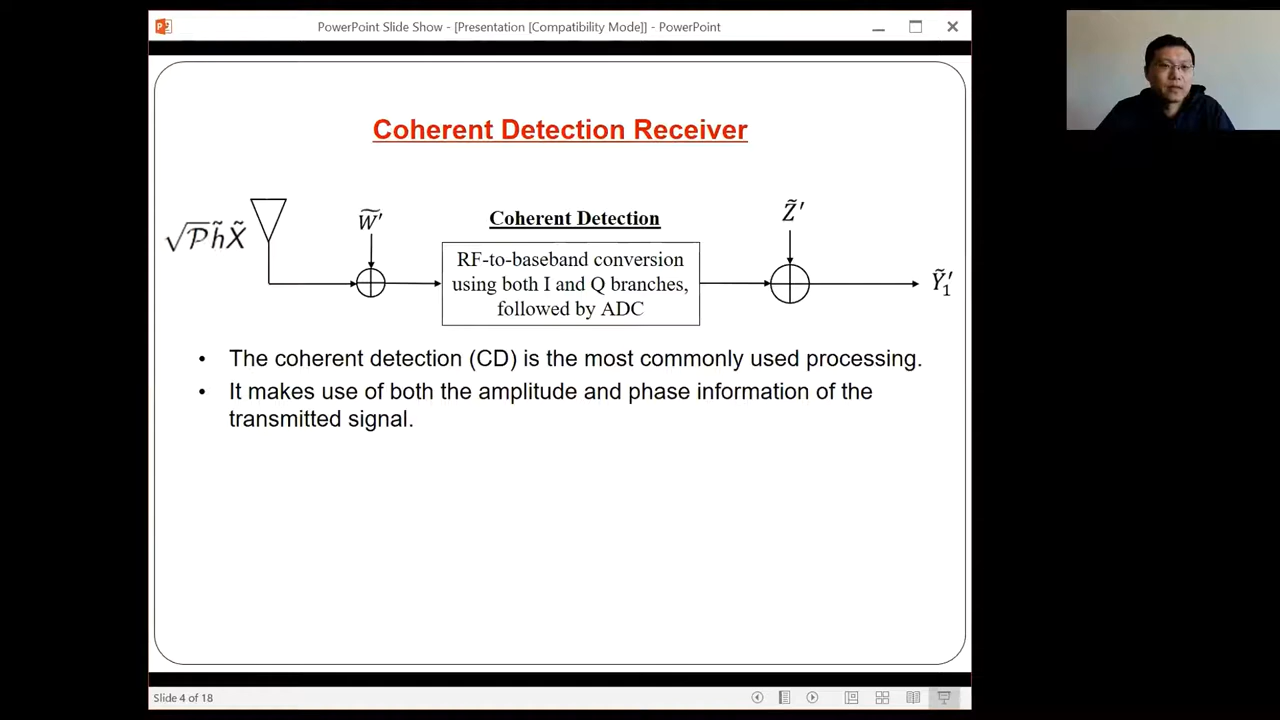 PowerPoint Slide Show - [Presentation [Compatibility Mode]] - PowerPoint
Coherent Detection Receiver
√𝒫h̃X̃
W̃′
Coherent Detection
Z̃′
RF-to-baseband conversion
using both I and Q branches,
followed by ADC
Ỹ₁′
• The coherent detection (CD) is the most commonly used processing.
• It makes use of both the amplitude and phase information of the
transmitted signal.
Slide 4 of 18